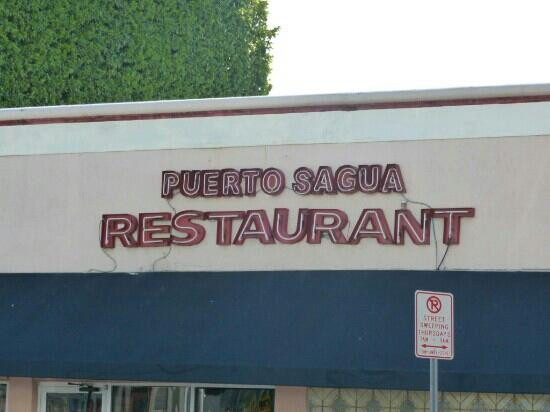 PUERTO SAGUA
RESTAURANT
STREET
SWEEPING
THURSDAYS